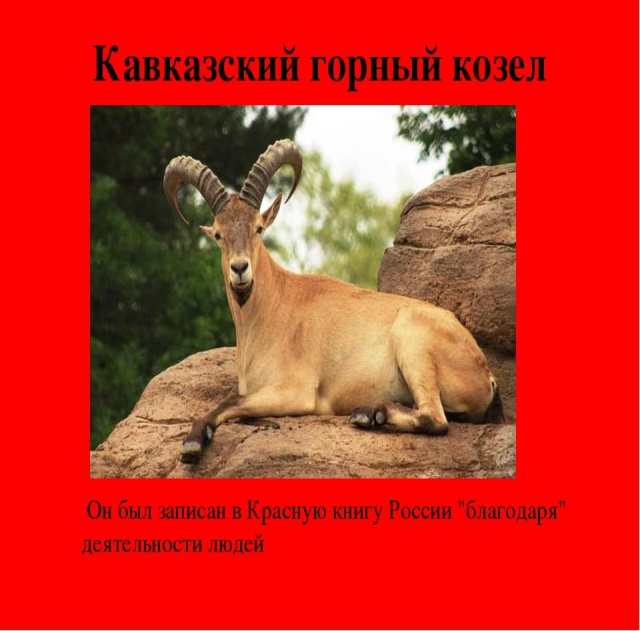 Кавказский горный козел
Он был записан в Красную книгу России "благодаря"
деятельности людей